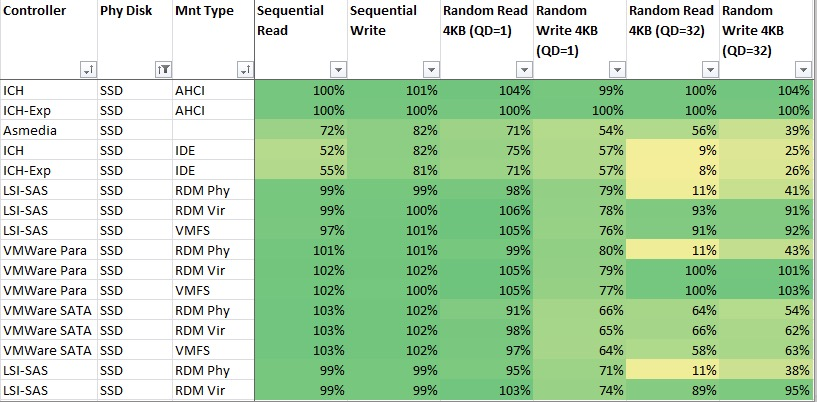 Controller Phy Disk Mnt Type Sequential Read Sequential Write Random Read 4KB (QD=1) Random Write 4KB (QD=1) Random Read 4KB (QD=32) Random Write 4KB (QD=32)
ICH SSD AHCI 100% 101% 104% 99% 100% 104%
ICH-Exp SSD AHCI 100% 100% 100% 100% 100% 100%
Asmedia SSD 72% 82% 71% 54% 56% 39%
ICH SSD IDE 52% 82% 75% 57% 9% 25%
ICH-Exp SSD IDE 55% 81% 71% 57% 8% 26%
LSI-SAS SSD RDM Phy 99% 99% 98% 79% 11% 41%
LSI-SAS SSD RDM Vir 99% 100% 106% 78% 93% 91%
LSI-SAS SSD VMFS 97% 101% 105% 76% 91% 92%
VMWare Para SSD RDM Phy 101% 101% 99% 80% 11% 43%
VMWare Para SSD RDM Vir 102% 102% 105% 79% 100% 101%
VMWare Para SSD VMFS 102% 100% 105% 77% 100% 103%
VMWare SATA SSD RDM Phy 103% 102% 91% 66% 64% 54%
VMWare SATA SSD RDM Vir 103% 102% 98% 65% 66% 62%
VMWare SATA SSD VMFS 103% 102% 97% 64% 58% 63%
LSI-SAS SSD RDM Phy 99% 99% 95% 71% 11% 38%
LSI-SAS SSD RDM Vir 99% 99% 103% 74% 89% 95%